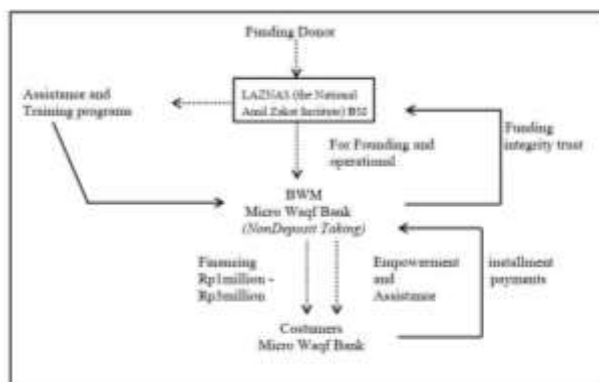 Funding Donor
Assistance and
Training programs
LAZNAS (the National
Amil Zakat Institute) BSI
Funding
integrity trust
For Founding and
operational
BWM
Micro Waqf Bank
(NonDeposit Taking)
Financing
Rp1million -
Rp3million
Empowerment
and
Assistance
installment
payments
Costumers
Micro Waqf Bank